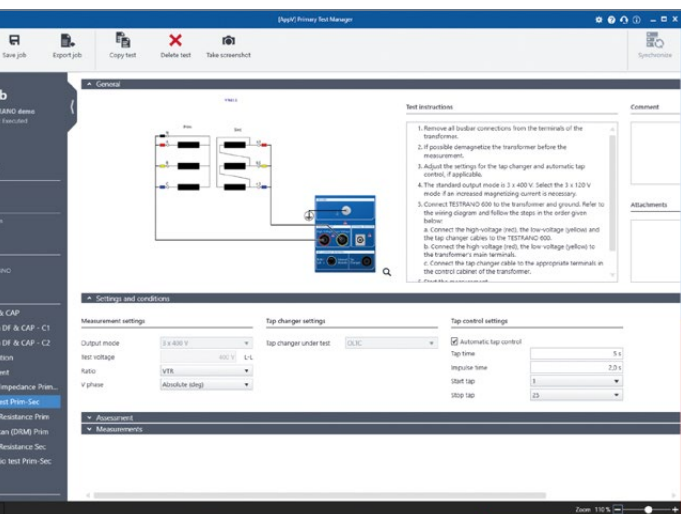 [AppV] Primary Test Manager
Save job
Export job
Copy test
Delete test
Take screenshot
Synchronize
General
Test instructions
1. Remove all busbar connections from the terminals of the
transformer.
2. If possible demagnetize the transformer before the
measurement.
3. Adjust the settings for the tap-changer and automatic tap
control, if applicable.
4. The standard output mode is 3 x 400 V. Select the 3 x 120 V
mode if an increased magnetizing current is necessary.
5. Connect TESTRANO 600 to the transformer and ground. Refer to
the wiring diagram and follow the steps in the order given
below:
a. Connect the high-voltage (red), the low-voltage (yellow) and
the tap changer cables to the TESTRANO 600.
b. Connect the high voltage (red), the low voltage (yellow) to
the transformer's main terminals.
c. Connect the tap changer cable to the appropriate terminals in
the control cabinet of the transformer.
Comment
Attachments
b
RANO demo
Executed
& CAP
DF & CAP - C1
DF & CAP - C2
tion
ent
Impedance Prim...
est Prim-Sec
Resistance Prim
an (DRM) Prim
Resistance Sec
io test Prim-Sec
Settings and conditions
Measurement settings
Output mode
3 x 400 V
Test voltage
400 V
L-L
Ratio
VTR
V phase
Absolute (deg)
Tap changer settings
Tap changer under test
OLTC
Tap control settings
Automatic tap control
Tap time
5 s
Impulse time
2,0 s
Start tap
Stop tap
25
Assessment
Measurements
Zoom 110 %